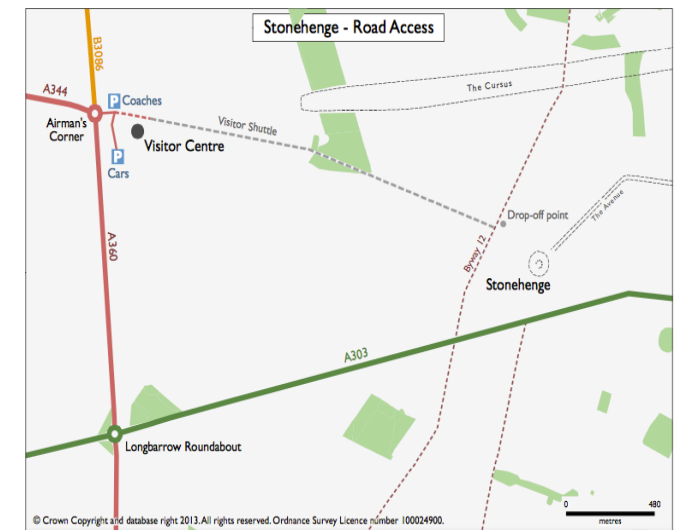 Stonehenge - Road Access
B3086
A344
P Coaches
Airman's
Corner
Visitor Centre
P
Cars
Visitor Shuttle
The Cursus
The Avenue
Drop-off point
Byway 12
Stonehenge
A360
A303
Longbarrow Roundabout
0 480
metres
© Crown Copyright and database right 2013. All rights reserved. Ordnance Survey Licence number 100024900.